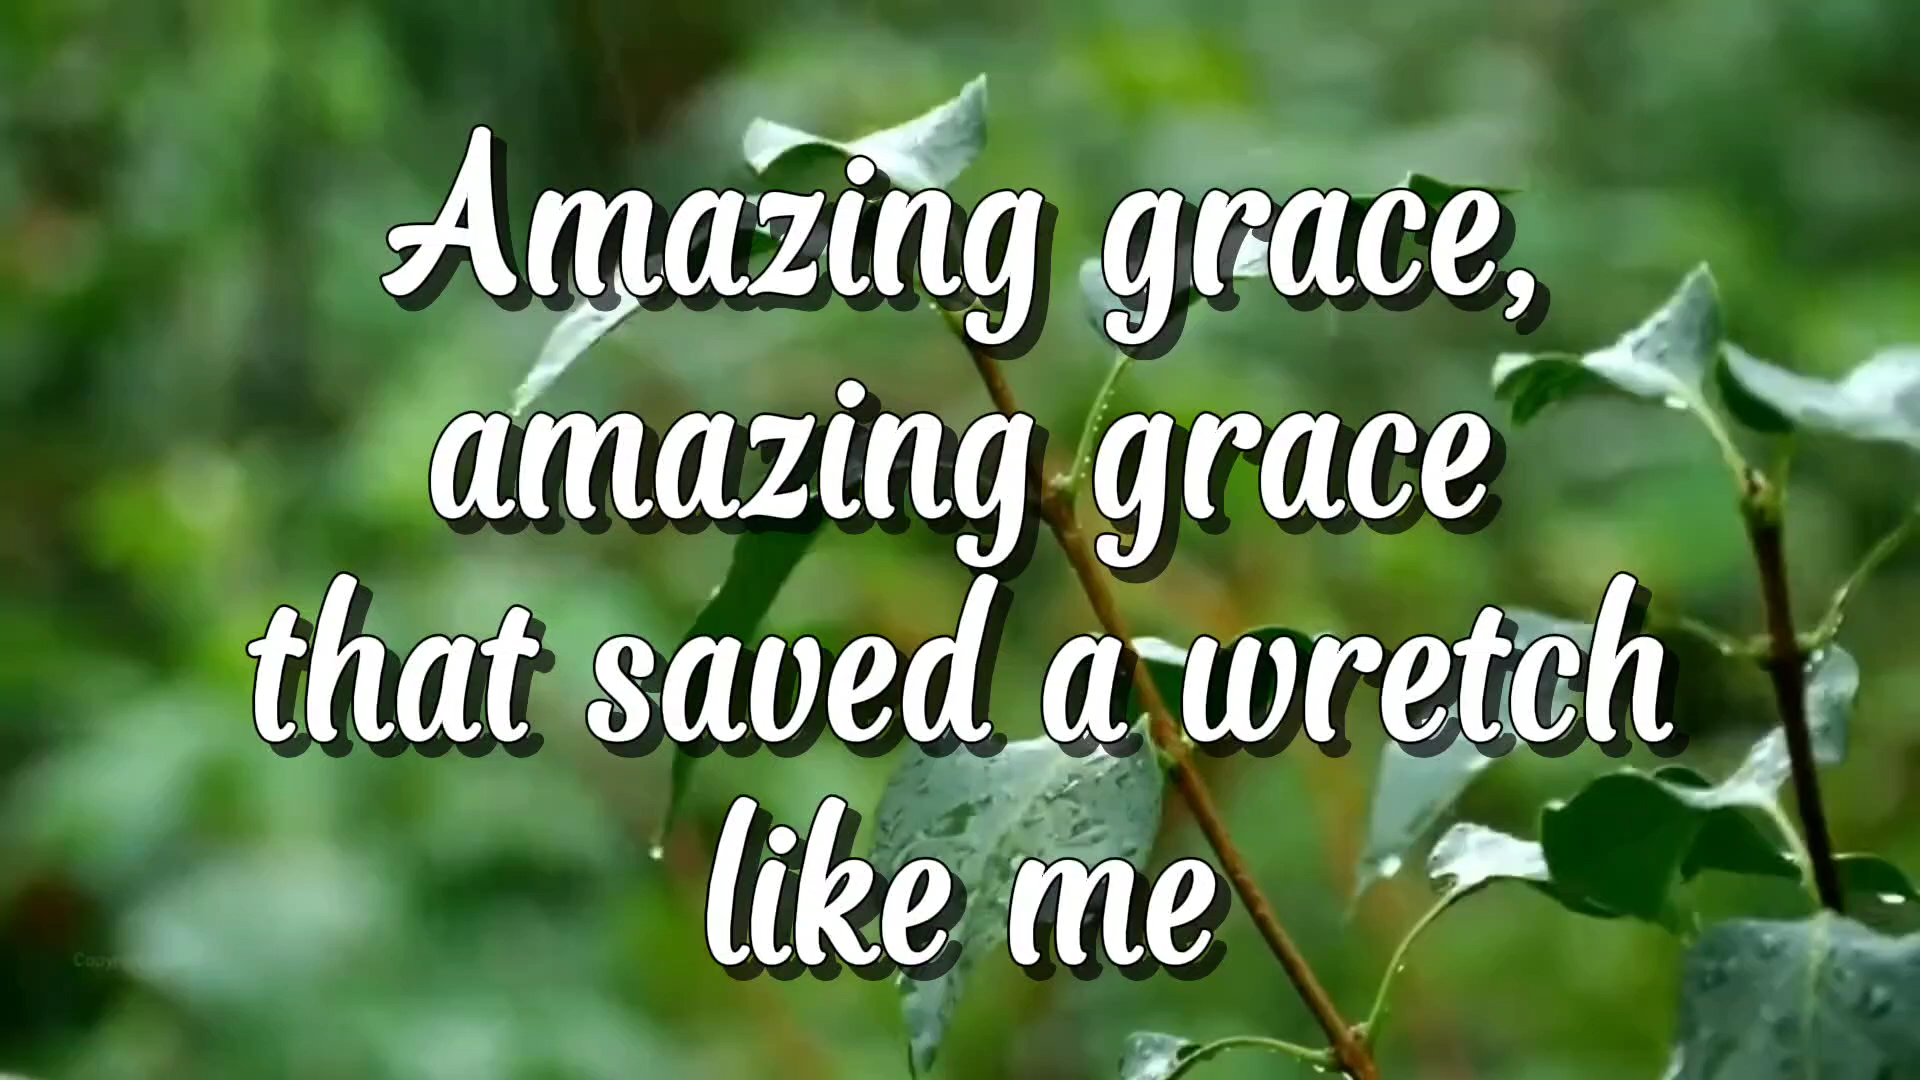 Amazing grace,
amazing grace
that saved a wretch
like me